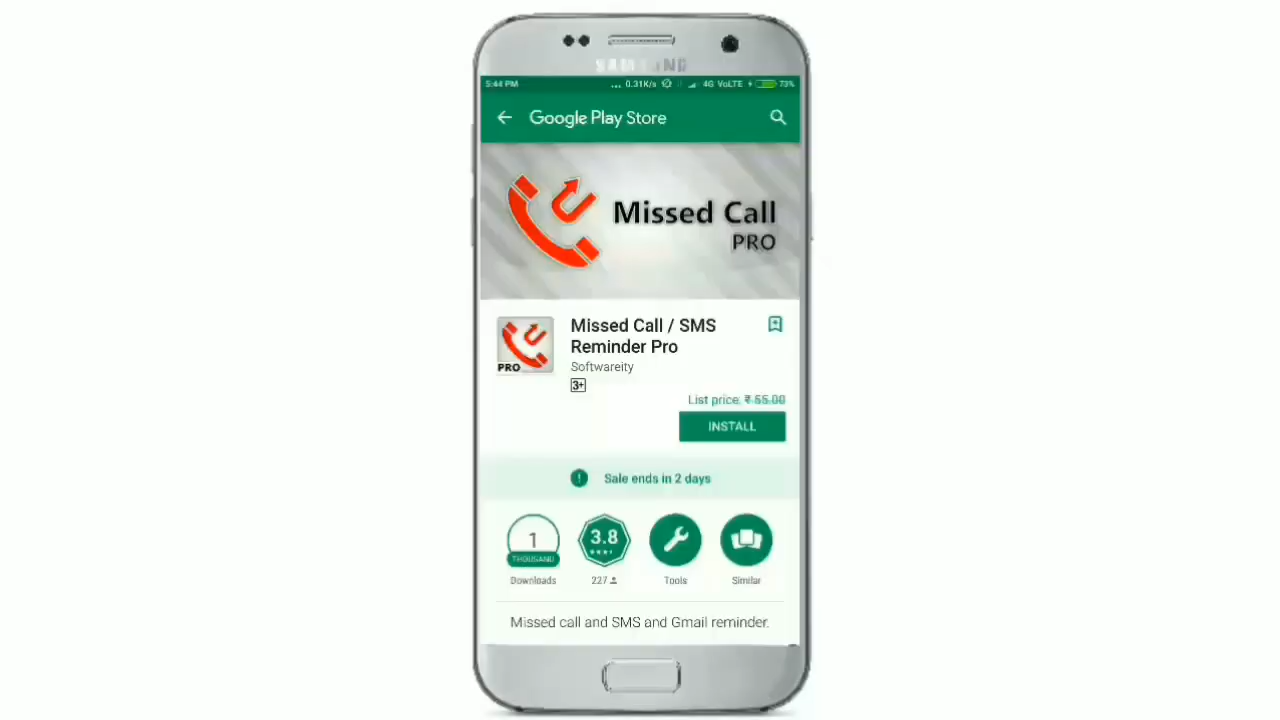 SAMSUNG
5:44 PM ... 0.31K/s 4G VoLTE 73%
Google Play Store
Missed Call
PRO
PRO
Missed Call / SMS
Reminder Pro
Softwareity
3+
List price: ₹ 55.00
INSTALL
! Sale ends in 2 days
1 3.8
THOUSAND
Downloads 227 Tools Similar
Missed call and SMS and Gmail reminder.